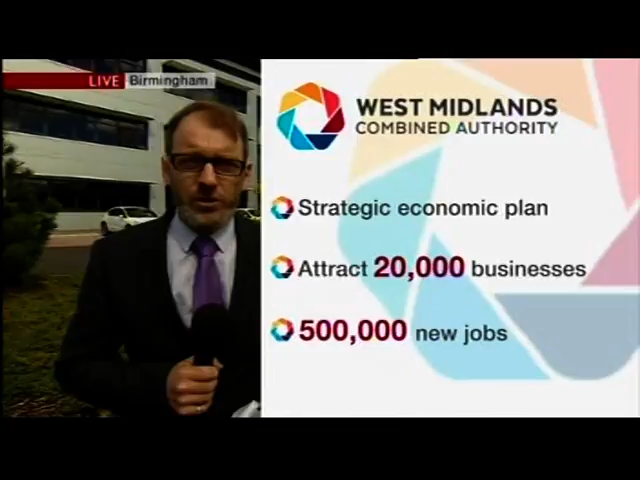 LIVE Birmingham
WEST MIDLANDS
COMBINED AUTHORITY
Strategic economic plan
Attract 20,000 businesses
500,000 new jobs